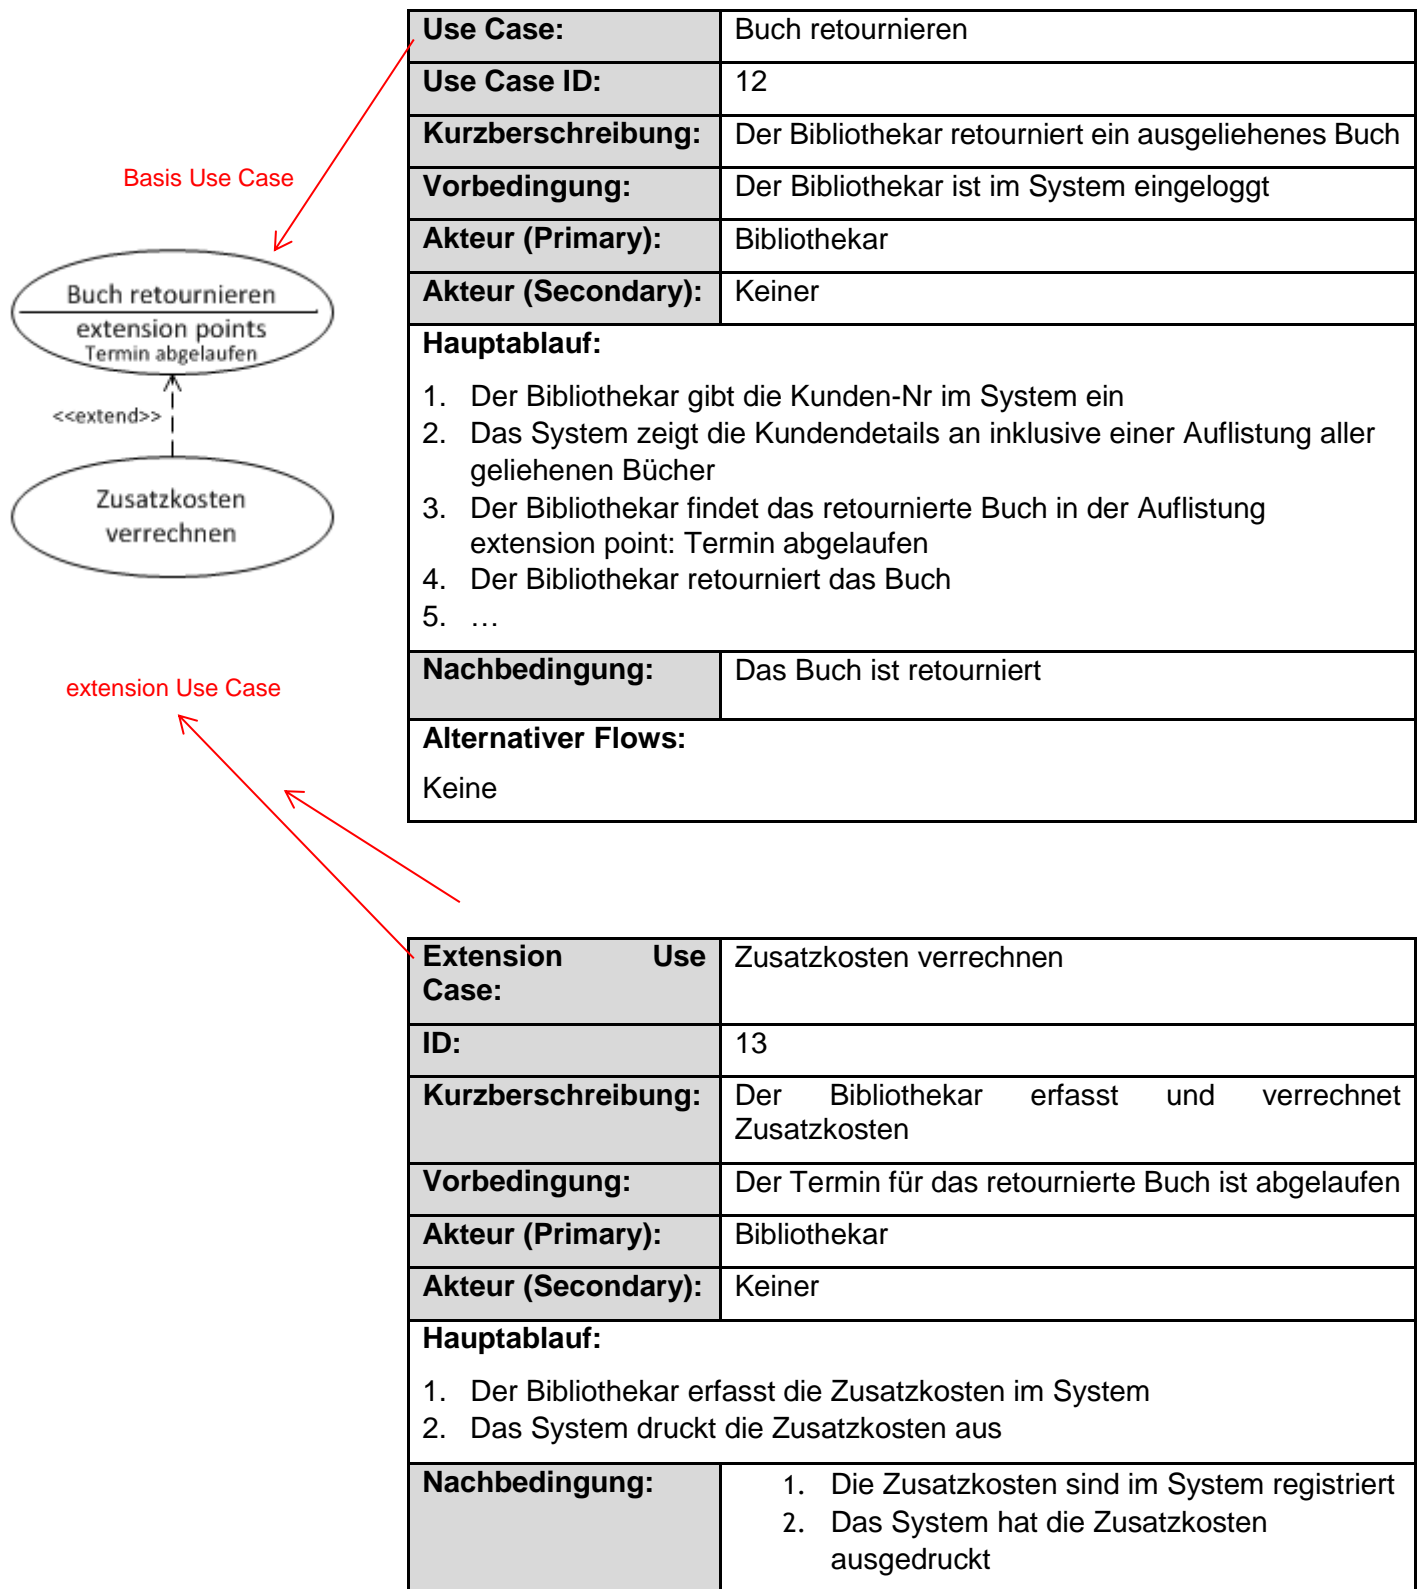 Basis Use Case
Buch retournieren
extension points
Termin abgelaufen
<<extend>>
Zusatzkosten
verrechnen
extension Use Case
Use Case: Buch retournieren
Use Case ID: 12
Kurzberschreibung: Der Bibliothekar retourniert ein ausgeliehenes Buch
Vorbedingung: Der Bibliothekar ist im System eingeloggt
Akteur (Primary): Bibliothekar
Akteur (Secondary): Keiner
Hauptablauf:
1. Der Bibliothekar gibt die Kunden-Nr im System ein
2. Das System zeigt die Kundendetails an inklusive einer Auflistung aller
geliehenen Bücher
3. Der Bibliothekar findet das retournierte Buch in der Auflistung
extension point: Termin abgelaufen
4. Der Bibliothekar retourniert das Buch
5. …
Nachbedingung: Das Buch ist retourniert
Alternativer Flows:
Keine
Extension Use Zusatzkosten verrechnen
Case:
ID: 13
Kurzberschreibung: Der Bibliothekar erfasst und verrechnet
Zusatzkosten
Vorbedingung: Der Termin für das retournierte Buch ist abgelaufen
Akteur (Primary): Bibliothekar
Akteur (Secondary): Keiner
Hauptablauf:
1. Der Bibliothekar erfasst die Zusatzkosten im System
2. Das System druckt die Zusatzkosten aus
Nachbedingung: 1. Die Zusatzkosten sind im System registriert
2. Das System hat die Zusatzkosten
ausgedruckt